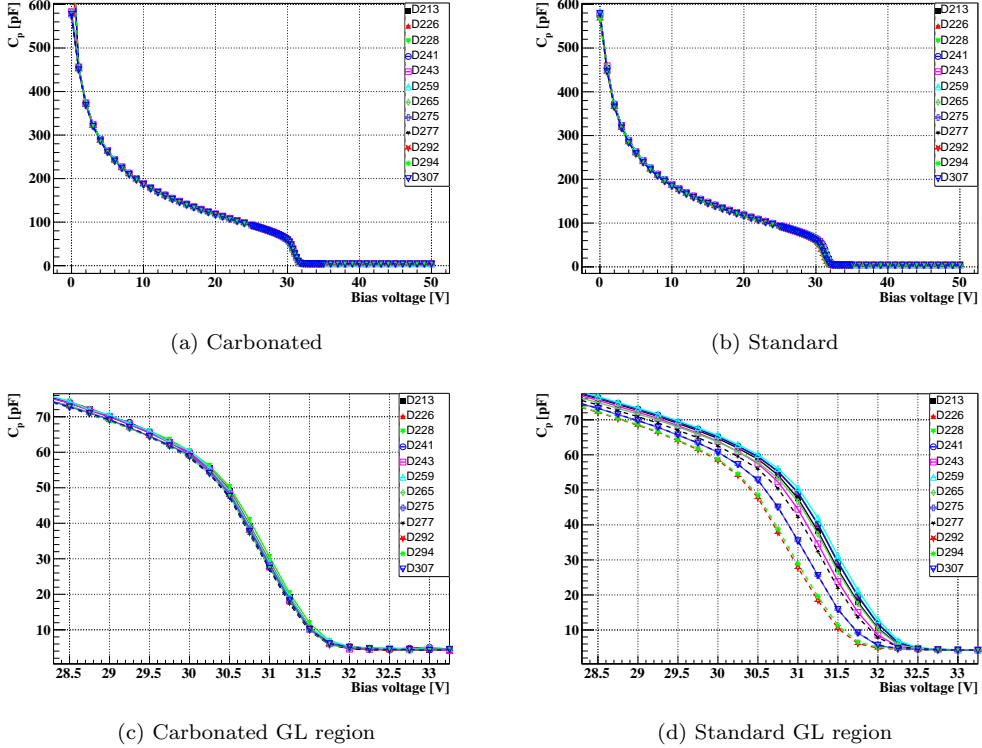 C_p [pF]
600
500
400
300
200
100
0
0
10
20
30
40
50
Bias voltage [V]
D213
D226
D228
D241
D243
D259
D265
D275
D277
D292
D294
D307
(a) Carbonated
C_p [pF]
600
500
400
300
200
100
0
0
10
20
30
40
50
Bias voltage [V]
D213
D226
D228
D241
D243
D259
D265
D275
D277
D292
D294
D307
(b) Standard
C_p [pF]
70
60
50
40
30
20
10
28.5
29
29.5
30
30.5
31
31.5
32
32.5
33
Bias voltage [V]
D213
D226
D228
D241
D243
D259
D265
D275
D277
D292
D294
D307
(c) Carbonated GL region
C_p [pF]
70
60
50
40
30
20
10
28.5
29
29.5
30
30.5
31
31.5
32
32.5
33
Bias voltage [V]
D213
D226
D228
D241
D243
D259
D265
D275
D277
D292
D294
D307
(d) Standard GL region